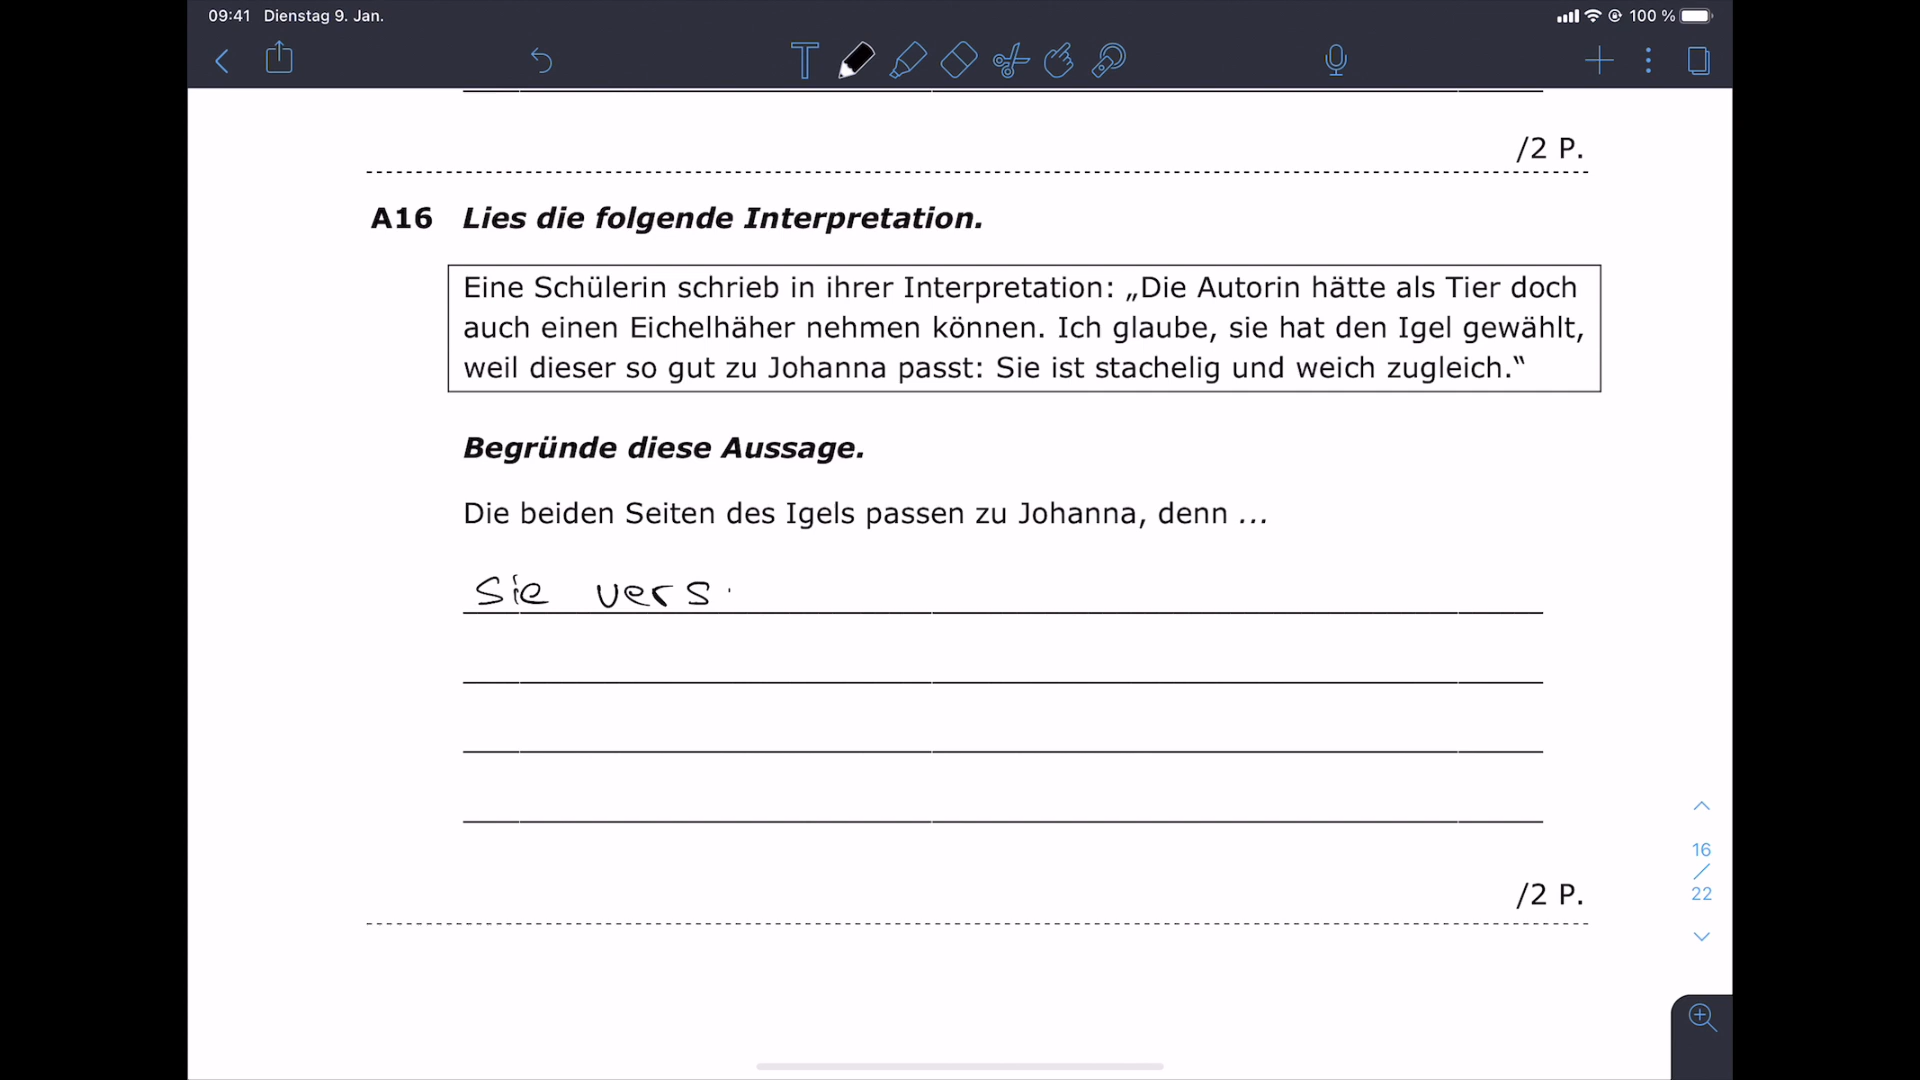 09:41 Dienstag 9. Jan. 100 %
/2 P.
A16 Lies die folgende Interpretation.
Eine Schülerin schrieb in ihrer Interpretation: „Die Autorin hätte als Tier doch
auch einen Eichelhäher nehmen können. Ich glaube, sie hat den Igel gewählt,
weil dieser so gut zu Johanna passt: Sie ist stachelig und weich zugleich.“
Begründe diese Aussage.
Die beiden Seiten des Igels passen zu Johanna, denn ...
Sie vers
16
/
22
/2 P.